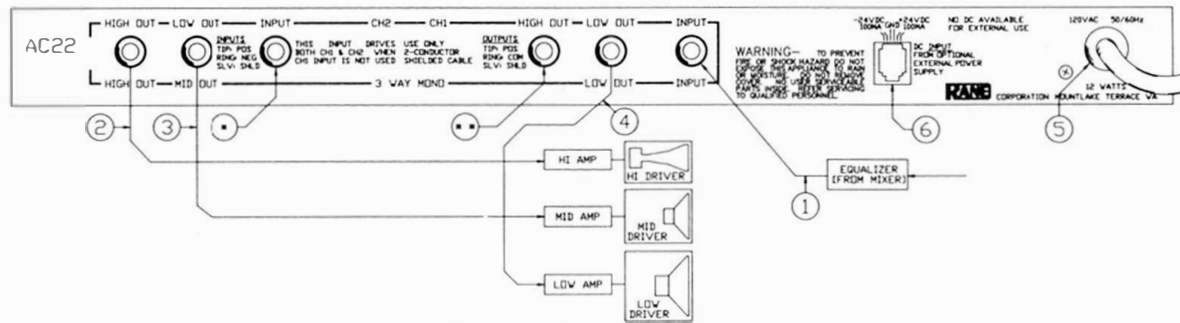 AC22
HIGH OUT LOW OUT INPUT CH2 CH1 HIGH OUT LOW OUT INPUT
INPUTS
TIP: POS
RING: NEG
SLV: SHLD
THIS INPUT DRIVES
BOTH CH1 & CH2 WHEN
CH1 INPUT IS NOT USED
USE ONLY
2-CONDUCTOR
SHIELDED CABLE
OUTPUTS
TIP: POS
RING: COM
SLV: SHLD
HIGH OUT MID OUT 3 WAY MONO LOW OUT INPUT
WARNING— TO PREVENT
FIRE OR SHOCK HAZARD DO NOT
EXPOSE THIS APPLIANCE TO RAIN
OR MOISTURE. DO NOT REMOVE
COVER. NO USER SERVICEABLE
PARTS INSIDE. REFER SERVICING
TO QUALIFIED PERSONNEL.
-24VDC +24VDC
100MA GND 100MA
NO DC AVAILABLE
FOR EXTERNAL USE
DC INPUT
FROM OPTIONAL
EXTERNAL POWER
SUPPLY
120VAC 50/60Hz
12 WATTS
RANE CORPORATION MOUNTLAKE TERRACE WA
2
3
4
6
5
HI AMP
HI DRIVER
EQUALIZER
(FROM MIXER)
1
MID AMP
MID
DRIVER
LOW AMP
LOW
DRIVER